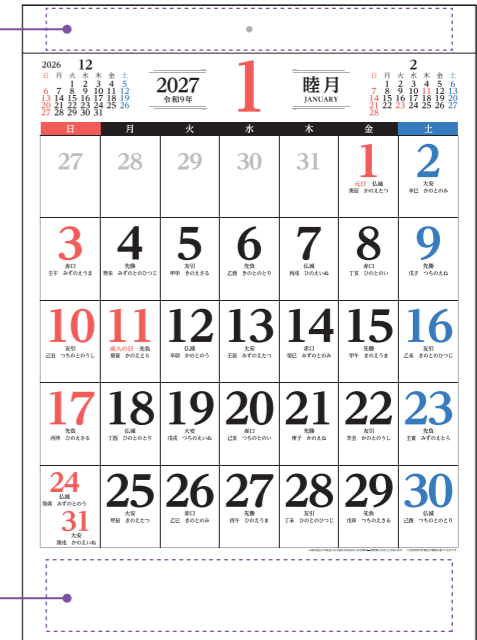 2026 12
日 月 火 水 木 金 土
1 2 3 4 5
6 7 8 9 10 11 12
13 14 15 16 17 18 19
20 21 22 23 24 25 26
27 28 29 30 31
2027
令和9年
1
睦月
JANUARY
2
日 月 火 水 木 金 土
1 2 3 4 5 6
7 8 9 10 11 12 13
14 15 16 17 18 19 20
21 22 23 24 25 26 27
28
日 月 火 水 木 金 土
27 28 29 30 31 1 2
元日 仏滅 大安
庚辰 かのえたつ 辛巳 かのとのみ
3 4 5 6 7 8 9
赤口 先勝 友引 先負 仏滅 赤口 先勝
壬午 みずのえうま 癸未 みずのとのひつじ 甲申 きのえさる 乙酉 きのとのとり 丙戌 ひのえいぬ 丁亥 ひのとのい 戊子 つちのえね
10 11 12 13 14 15 16
友引 成人の日 先負 仏滅 大安 赤口 先勝 友引
己丑 つちのとのうし 庚寅 かのえとら 辛卯 かのとのう 壬辰 みずのえたつ 癸巳 みずのとのみ 甲午 きのえうま 乙未 きのとのひつじ
17 18 19 20 21 22 23
先負 仏滅 大安 赤口 先勝 友引 先負
丙申 ひのえさる 丁酉 ひのとのとり 戊戌 つちのえいぬ 己亥 つちのとのい 庚子 かのえね 辛丑 かのとのうし 壬寅 みずのえとら
24 25 26 27 28 29 30
仏滅 大安 赤口 先勝 友引 先負 仏滅
癸卯 みずのとのう 甲辰 きのえたつ 乙巳 きのとのみ 丙午 ひのえうま 丁未 ひのとのひつじ 戊申 つちのえさる 己酉 つちのとのとり
31
大安
庚戌 かのえいぬ